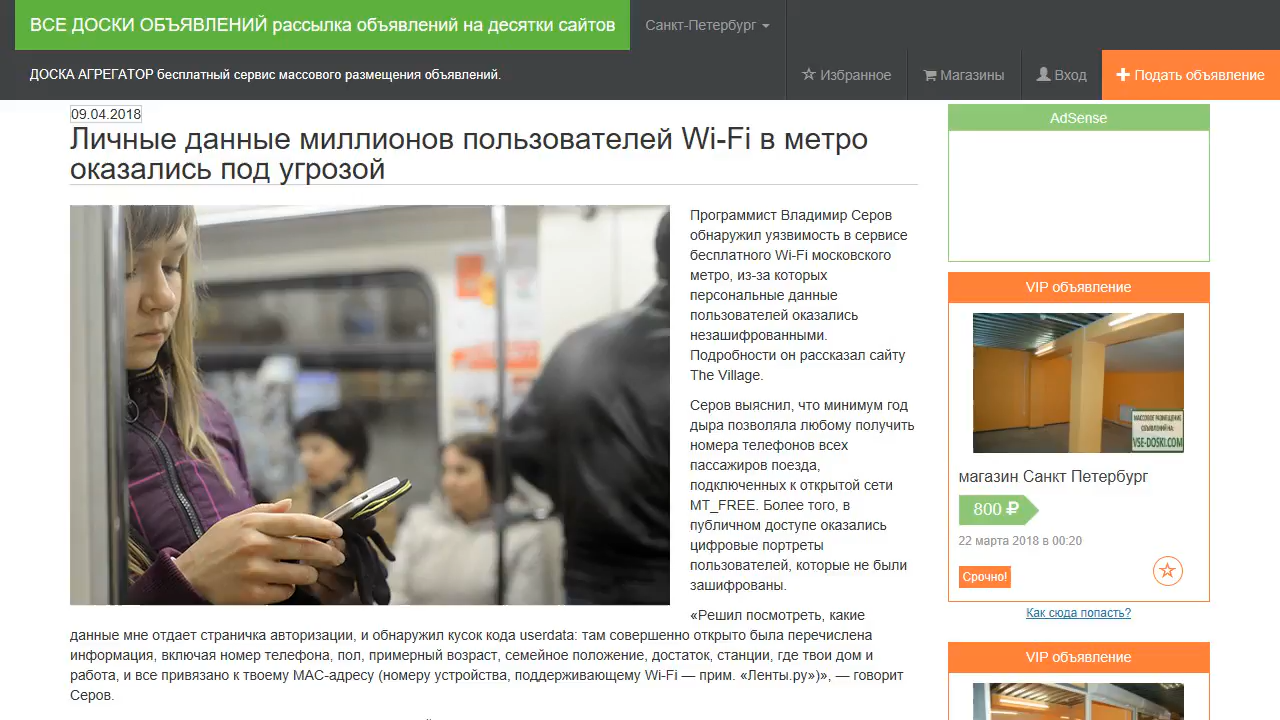 ВСЕ ДОСКИ ОБЪЯВЛЕНИЙ рассылка объявлений на десятки сайтов
Санкт-Петербург
ДОСКА АГРЕГАТОР бесплатный сервис массового размещения объявлений.
Избранное
Магазины
Вход
Подать объявление
09.04.2018
Личные данные миллионов пользователей Wi-Fi в метро
оказались под угрозой
Программист Владимир Серов
обнаружил уязвимость в сервисе
бесплатного Wi-Fi московского
метро, из-за которых
персональные данные
пользователей оказались
незашифрованными.
Подробности он рассказал сайту
The Village.
Серов выяснил, что минимум год
дыра позволяла любому получить
номера телефонов всех
пассажиров поезда,
подключенных к открытой сети
MT_FREE. Более того, в
публичном доступе оказались
цифровые портреты
пользователей, которые не были
зашифрованы.
«Решил посмотреть, какие
данные мне отдает страничка авторизации, и обнаружил кусок кода userdata: там совершенно открыто была перечислена
информация, включая номер телефона, пол, примерный возраст, семейное положение, достаток, станции, где твои дом и
работа, и все привязано к твоему MAC-адресу (номеру устройства, поддерживающему Wi-Fi — прим. «Ленты.ру»)», — говорит
Серов.
AdSense
VIP объявление
МАССОВОЕ РАЗМЕЩЕНИЕ
ОБЪЯВЛЕНИЙ НА:
VSE-DOSKI.COM
магазин Санкт Петербург
800 ₽
22 марта 2018 в 00:20
Срочно!
Как сюда попасть?
VIP объявление